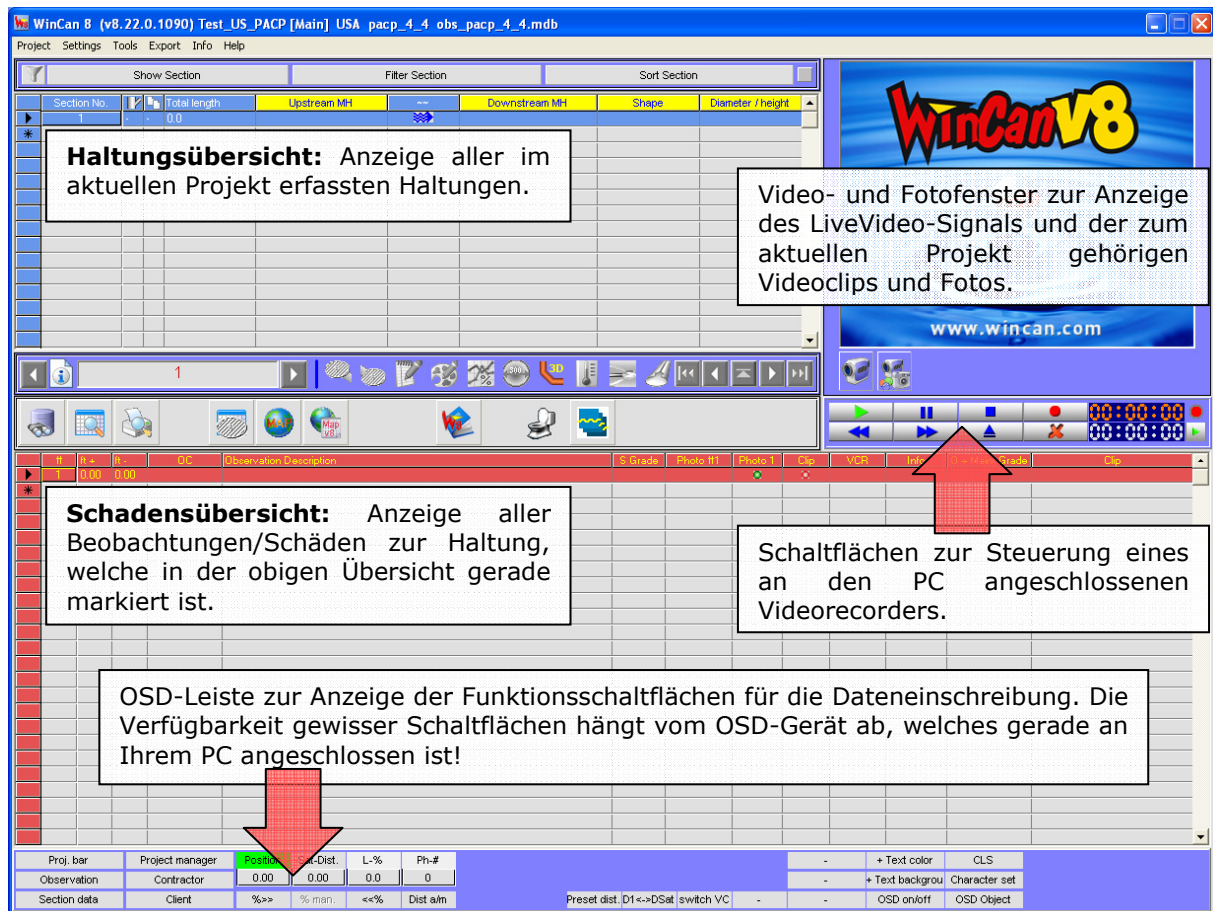 WinCan 8 (v8.22.0.1090) Test_US_PACP [Main] USA pacp_4_4 obs_pacp_4_4.mdb
Project Settings Tools Export Info Help
Show Section Filter Section Sort Section
Section No. Total length Upstream MH ~~ Downstream MH Shape Diameter / height
1 - - 0.0
WinCanV8
Haltungsübersicht: Anzeige aller im
aktuellen Projekt erfassten Haltungen.
Video- und Fotofenster zur Anzeige
des LiveVideo-Signals und der zum
aktuellen Projekt gehörigen
Videoclips und Fotos.
www.wincan.com
1
3D
MAP
Map
V8
00:00:00
00:00:00
ft ft + ft - OC Observation Description S Grade Photo ft1 Photo 1 Clip VCR Grade Clip
1 0.00 0.00
Schadensübersicht: Anzeige aller
Beobachtungen/Schäden zur Haltung,
welche in der obigen Übersicht gerade
markiert ist.
Schaltflächen zur Steuerung eines
an den PC angeschlossenen
Videorecorders.
OSD-Leiste zur Anzeige der Funktionsschaltflächen für die Dateneinschreibung. Die
Verfügbarkeit gewisser Schaltflächen hängt vom OSD-Gerät ab, welches gerade an
Ihrem PC angeschlossen ist!
Proj. bar Project manager Position -Dist. L-% Ph-# - + Text color CLS
Observation Contractor 0.00 0.00 0.0 0 - + Text backgrou Character set
Section data Client %>> % man. <<% Dist a/m Preset dist. D1<->DSat switch VC - - OSD on/off OSD Object